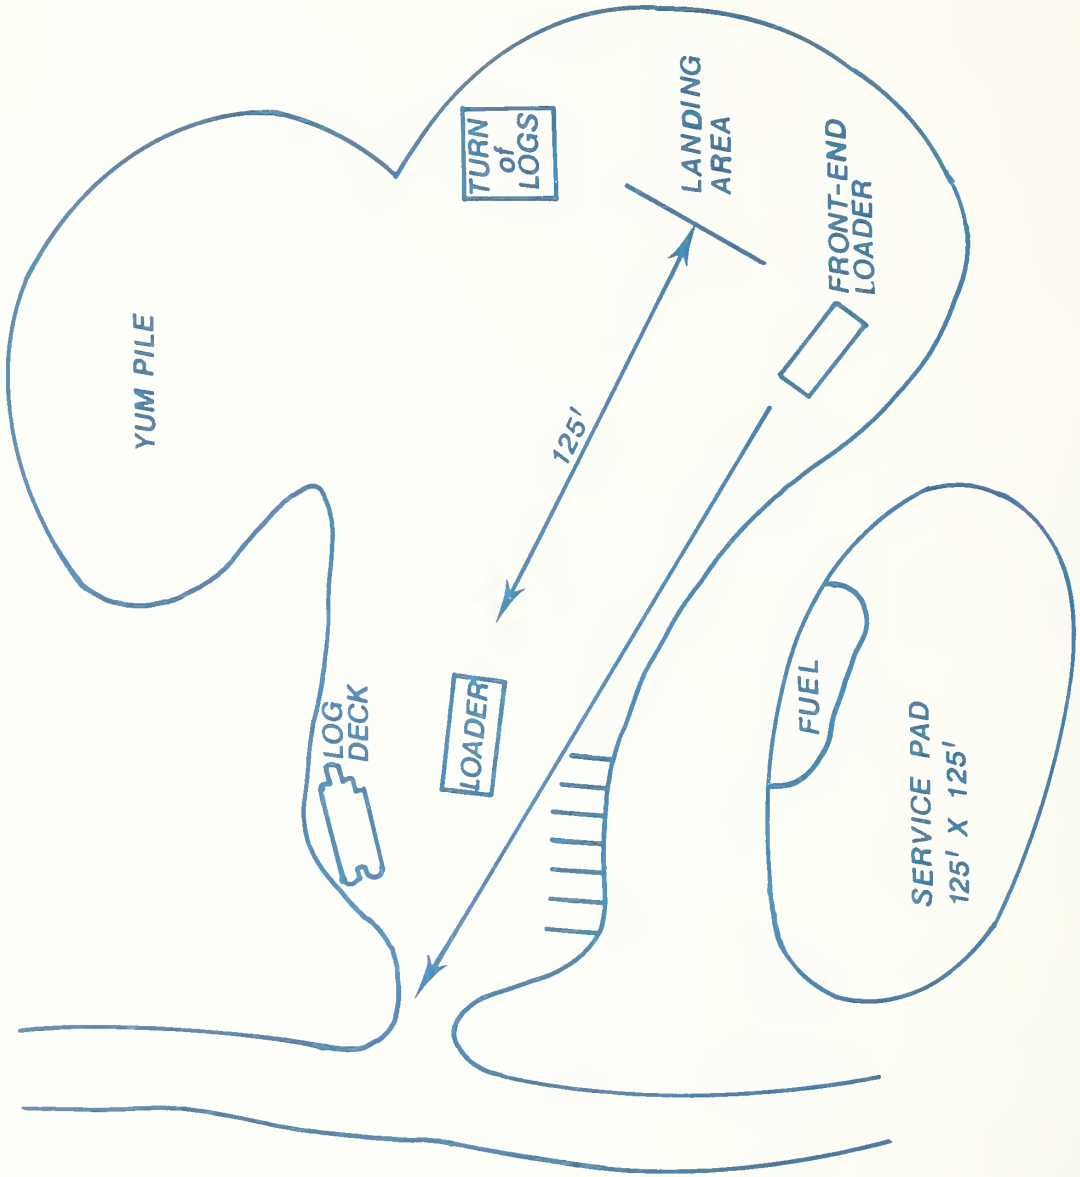 YUM PILE
TURN
of
LOGS
LANDING
AREA
FRONT-END
LOADER
125'
LOG
DECK
LOADER
FUEL
SERVICE PAD
125' X 125'